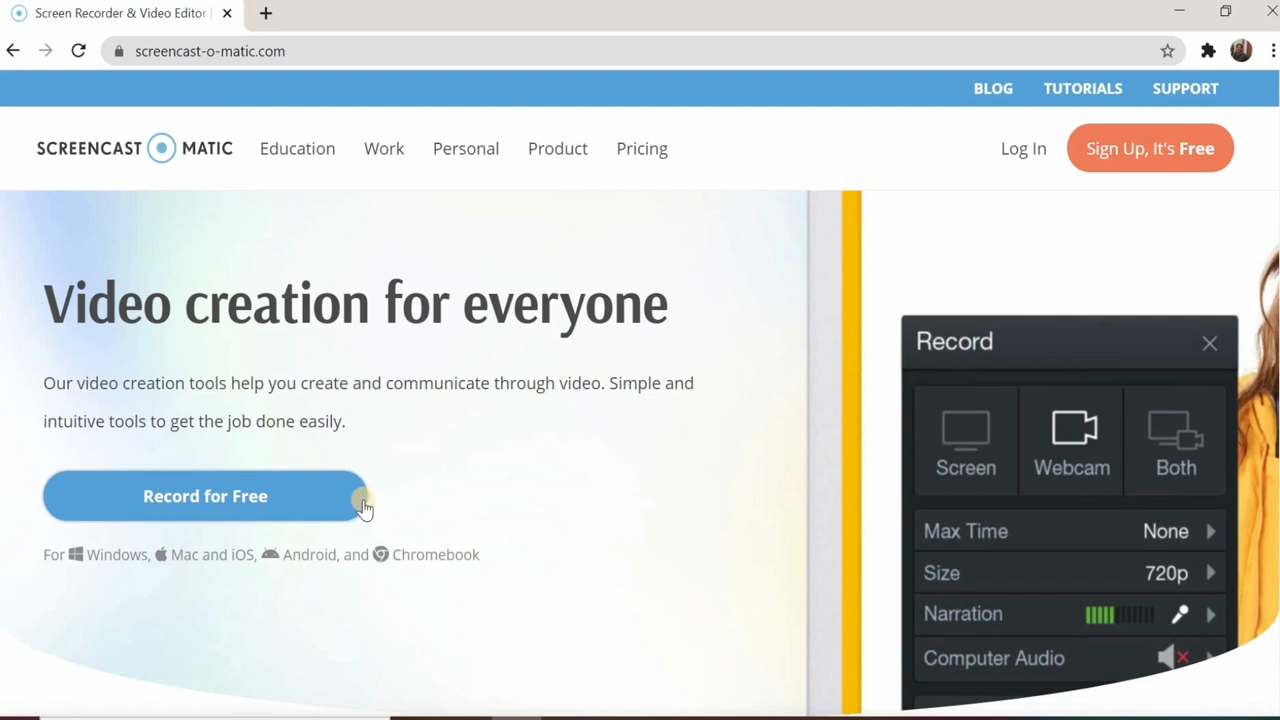 Screen Recorder & Video Editor
screencast-o-matic.com
BLOG TUTORIALS SUPPORT
SCREENCAST MATIC Education Work Personal Product Pricing Log In Sign Up, It's Free
Video creation for everyone
Our video creation tools help you create and communicate through video. Simple and
intuitive tools to get the job done easily.
Record for Free
For Windows, Mac and iOS, Android, and Chromebook
Record
Screen Webcam Both
Max Time None
Size 720p
Narration
Computer Audio